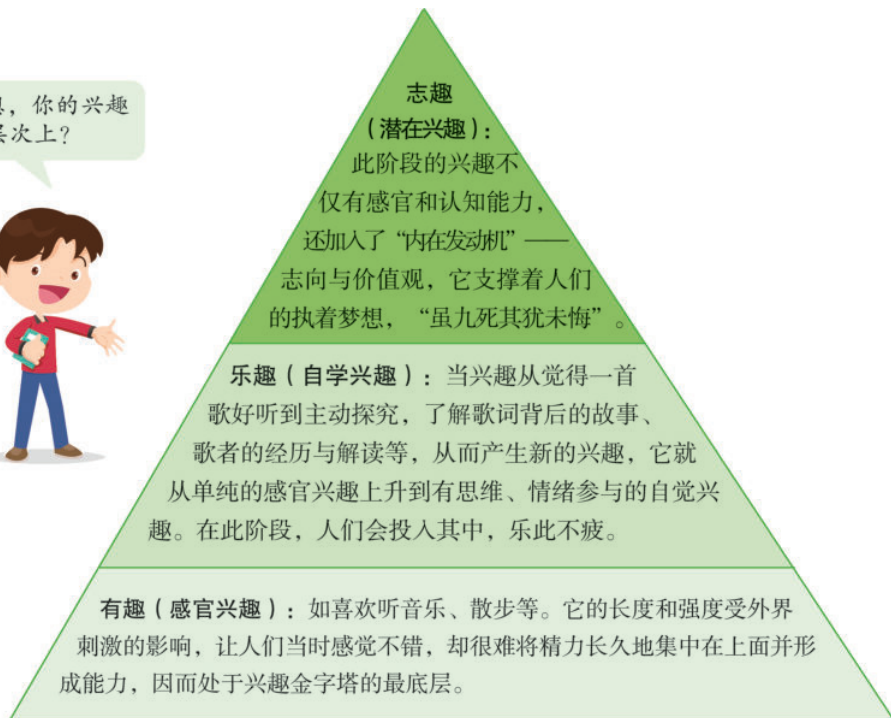 ，你的兴趣
层次上？
志趣
（潜在兴趣）：
此阶段的兴趣不
仅有感官和认知能力，
还加入了“内在发动机”——
志向与价值观，它支撑着人们
的执着梦想，“虽九死其犹未悔”。
乐趣（自学兴趣）：当兴趣从觉得一首
歌好听到主动探究，了解歌词背后的故事、
歌者的经历与解读等，从而产生新的兴趣，它就
从单纯的感官兴趣上升到有思维、情绪参与的自觉兴
趣。在此阶段，人们会投入其中，乐此不疲。
有趣（感官兴趣）：如喜欢听音乐、散步等。它的长度和强度受外界
刺激的影响，让人们当时感觉不错，却很难将精力长久地集中在上面并形
成能力，因而处于兴趣金字塔的最底层。